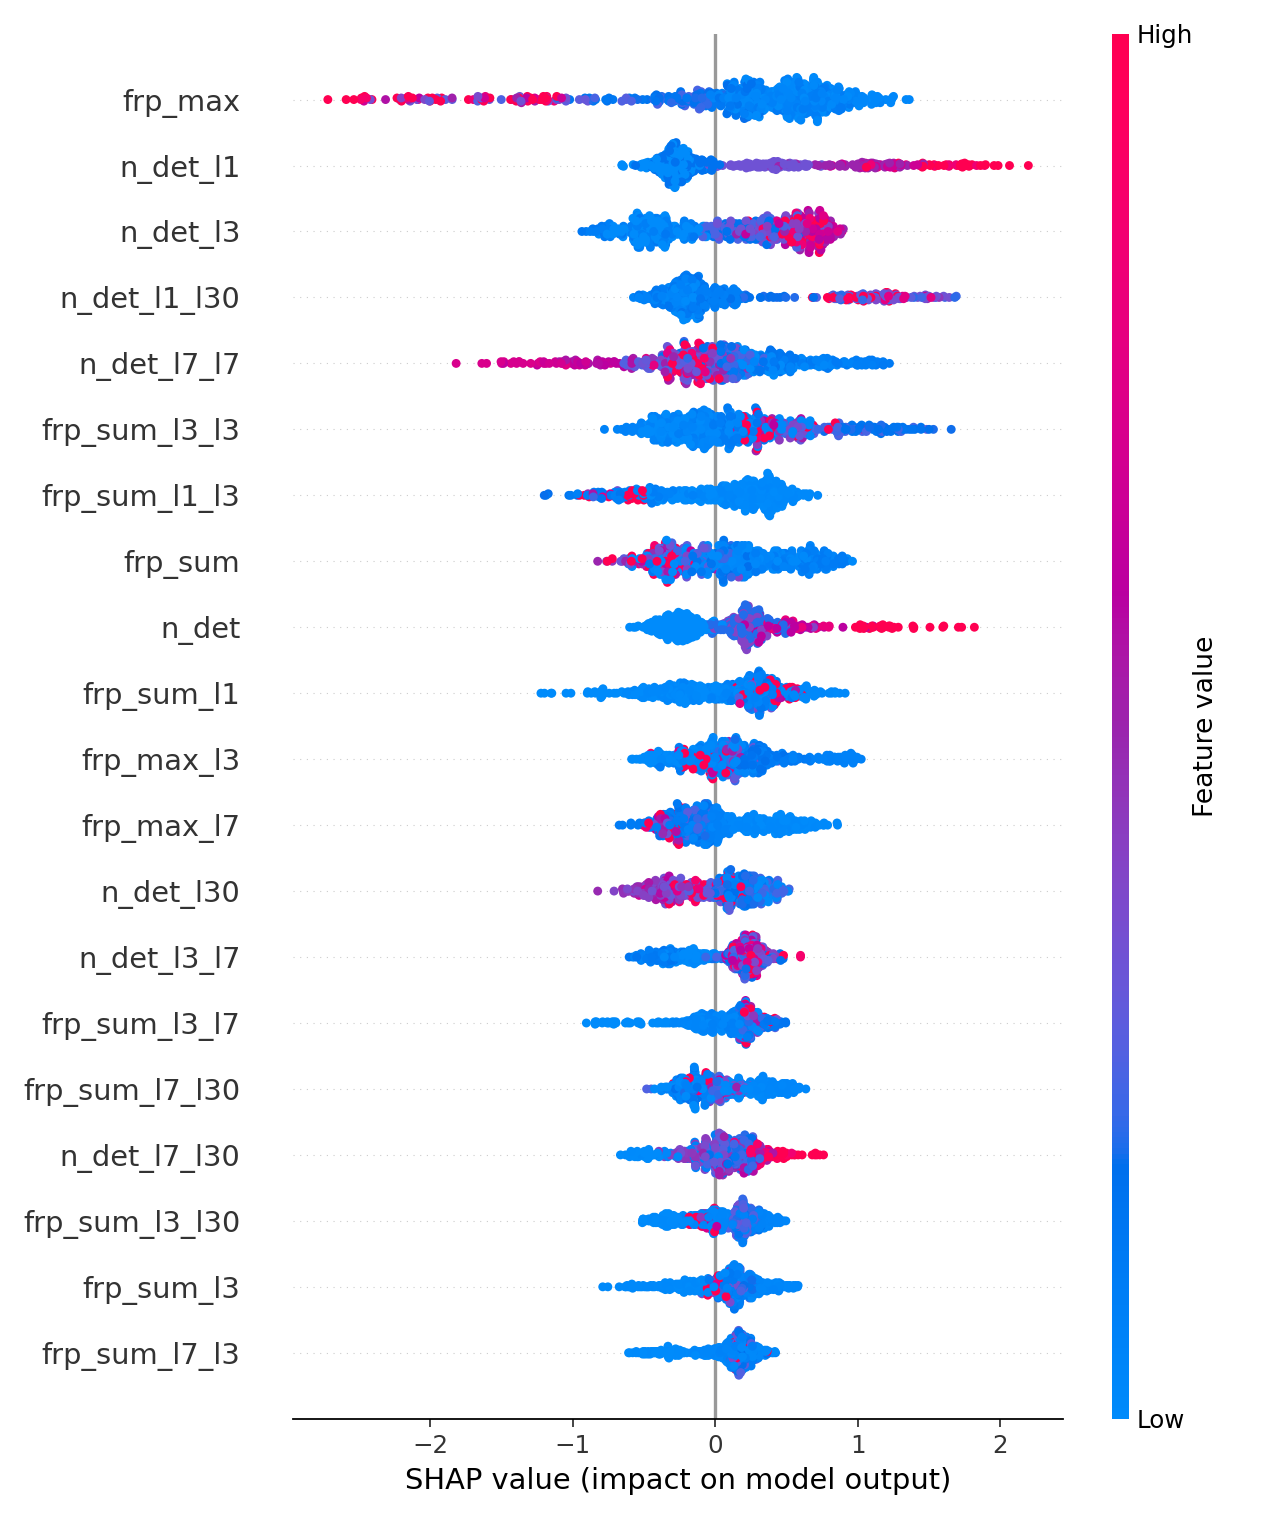 High
frp_max
n_det_l1
n_det_l3
n_det_l1_l30
n_det_l7_l7
frp_sum_l3_l3
frp_sum_l1_l3
frp_sum
n_det
frp_sum_l1
frp_max_l3
frp_max_l7
n_det_l30
n_det_l3_l7
frp_sum_l3_l7
frp_sum_l7_l30
n_det_l7_l30
frp_sum_l3_l30
frp_sum_l3
frp_sum_l7_l3
Feature value
Low
−2 −1 0 1 2
SHAP value (impact on model output)